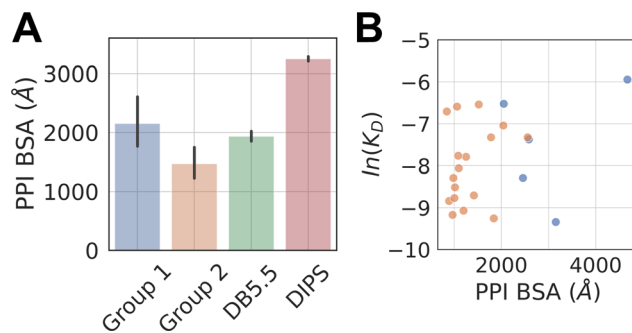 A
PPI BSA (Å)
3000
2000
1000
0
Group 1
Group 2
DB5.5
DIPS
B
ln(K_D)
−5
−6
−7
−8
−9
−10
2000
4000
PPI BSA (Å)